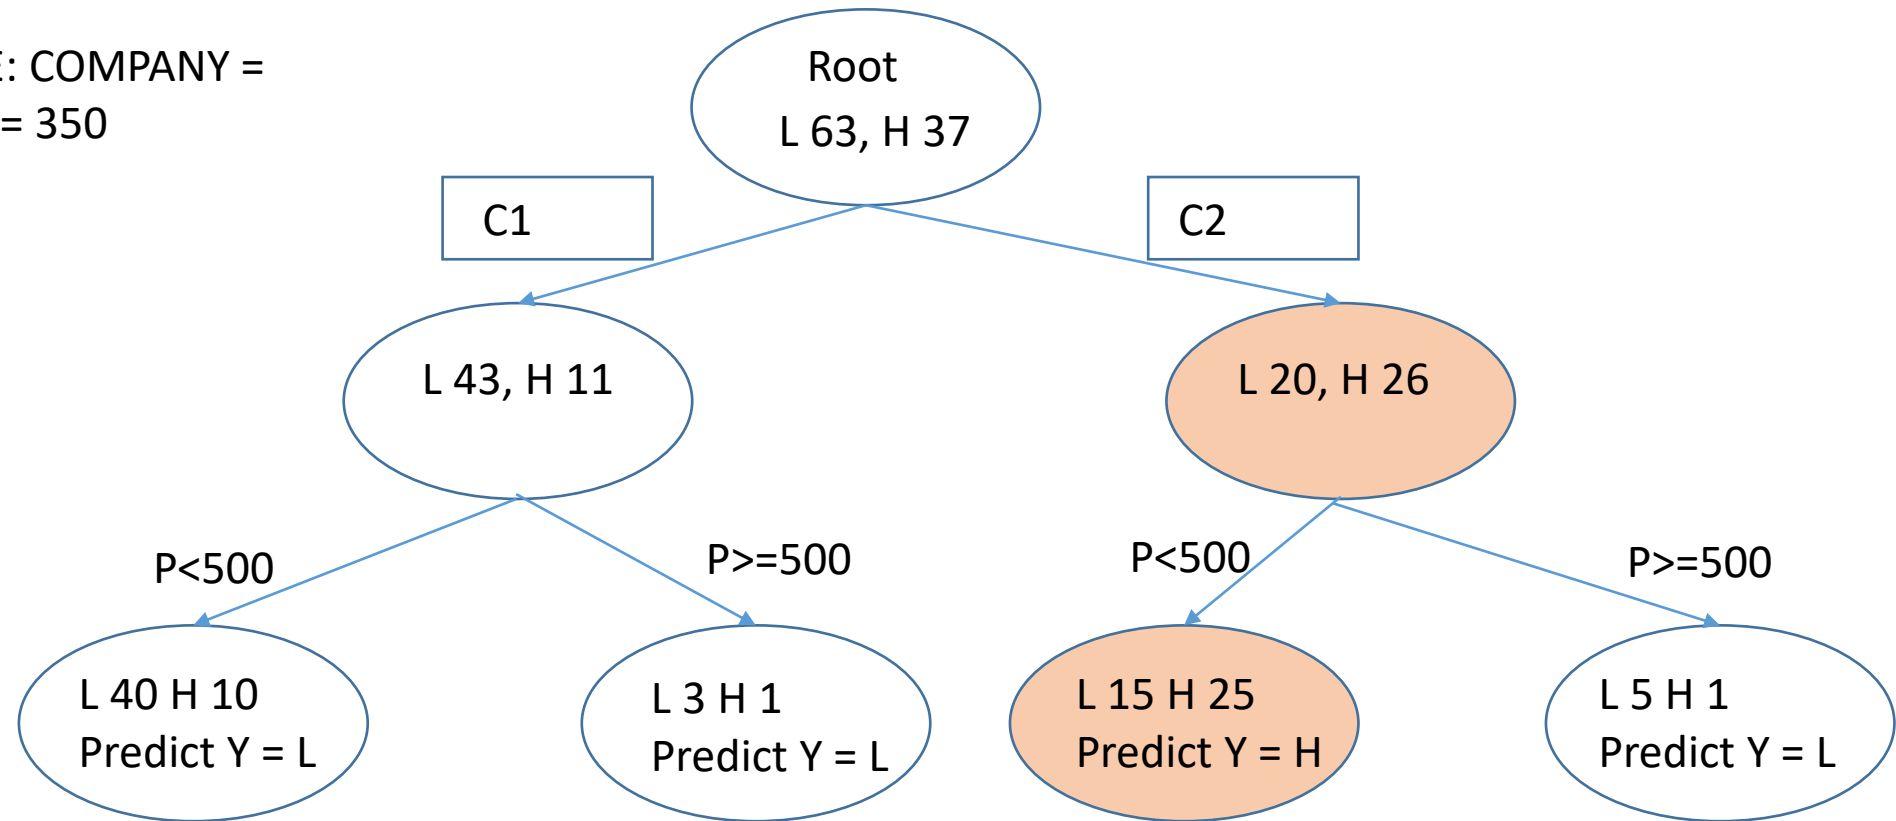 : COMPANY =
= 350
Root
L 63, H 37
C1
C2
L 43, H 11
L 20, H 26
P<500
P>=500
P<500
P>=500
L 40 H 10
Predict Y = L
L 3 H 1
Predict Y = L
L 15 H 25
Predict Y = H
L 5 H 1
Predict Y = L